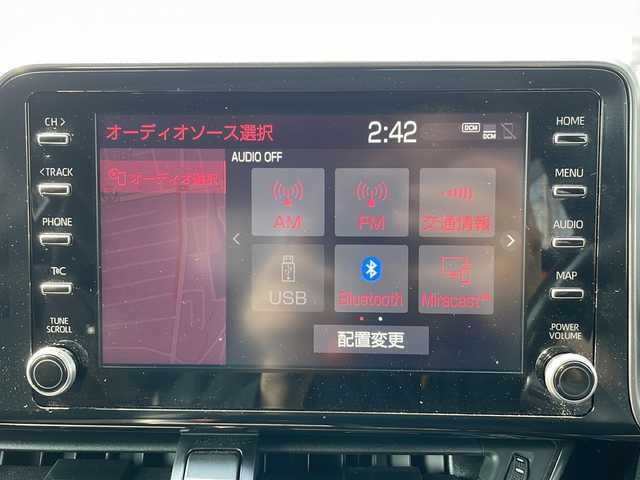 CH >
< TRACK
PHONE
T&C
TUNE
SCROLL
オーディオソース選択
2:42
DCM
DCM
AUDIO OFF
オーディオ選択
AM
FM
交通情報
USB
Bluetooth
Miracast™
配置変更
HOME
MENU
AUDIO
MAP
POWER
VOLUME